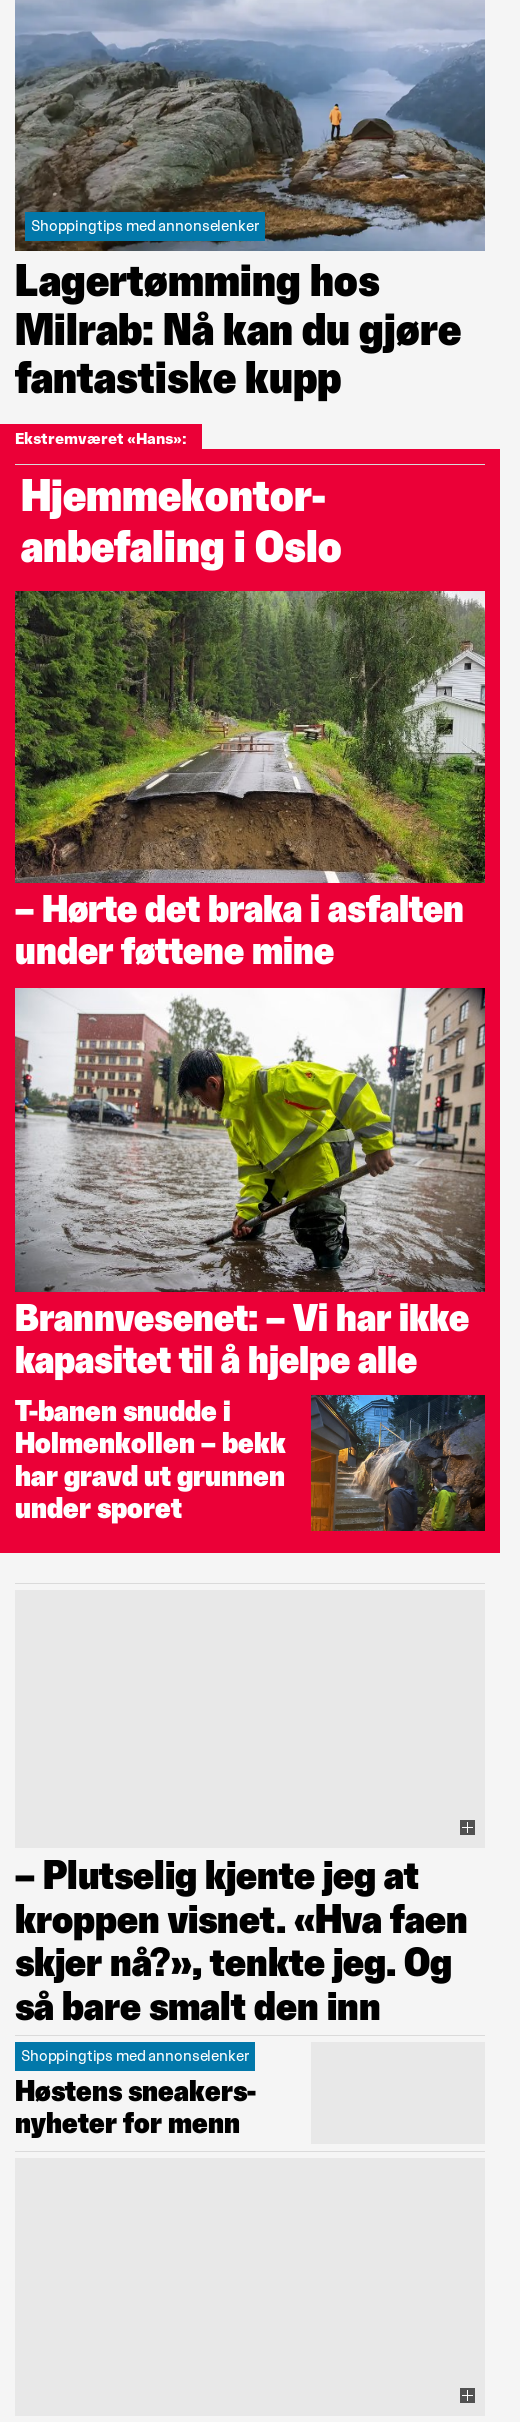 Shoppingtips med annonselenker
Lagertømming hos
Milrab: Nå kan du gjøre
fantastiske kupp
Ekstremværet «Hans»:
Hjemmekontor-
anbefaling i Oslo
– Hørte det braka i asfalten
under føttene mine
Brannvesenet: – Vi har ikke
kapasitet til å hjelpe alle
T-banen snudde i
Holmenkollen – bekk
har gravd ut grunnen
under sporet
– Plutselig kjente jeg at
kroppen visnet. «Hva faen
skjer nå?», tenkte jeg. Og
så bare smalt den inn
Shoppingtips med annonselenker
Høstens sneakers-
nyheter for menn